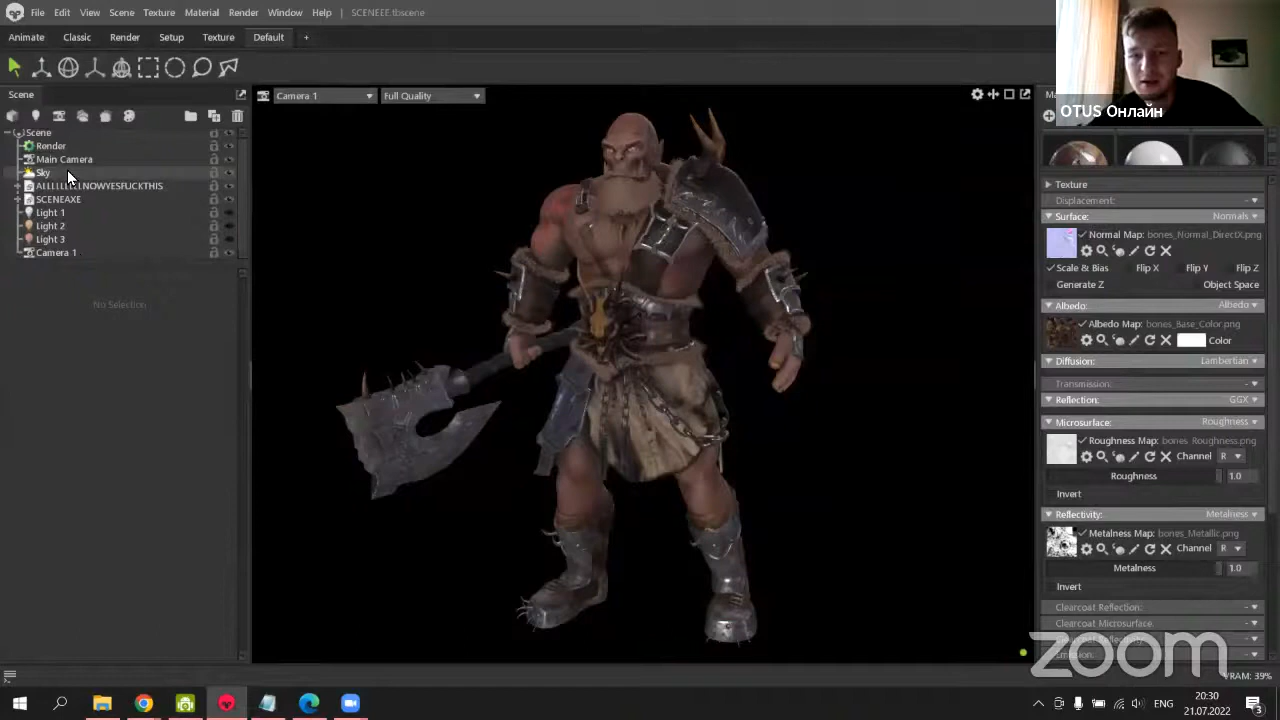 File Edit View Scene Texture Material Render Window Help SCENEEE.tbscene
Animate Classic Render Setup Texture Default +
OTUS Онлайн
Scene
Camera 1 Full Quality
Scene
Render
Main Camera
Sky
SCENEAXE
Light 1
Light 2
Light 3
Camera 1
No Selection
Texture
Displacement:
Surface: Normals
Normal Map: bones_Normal_DirectX.png
Scale & Bias Flip X Flip Y Flip Z
Generate Z Object Space
Albedo: Albedo
Albedo Map: bones_Base_Color.png
Color
Diffusion: Lambertian
Transmission:
Reflection: GGX
Microsurface: Roughness
Roughness Map: bones_Roughness.png
Channel R
Roughness 1.0
Invert
Reflectivity: Metalness
Metalness Map: bones_Metallic.png
Channel R
Metalness 1.0
Invert
Clearcoat Reflection:
Clearcoat Microsurface:
Clearcoat Reflectivity:
Emission:
zoom
VRAM: 39%
ENG
20:30
21.07.2022
3